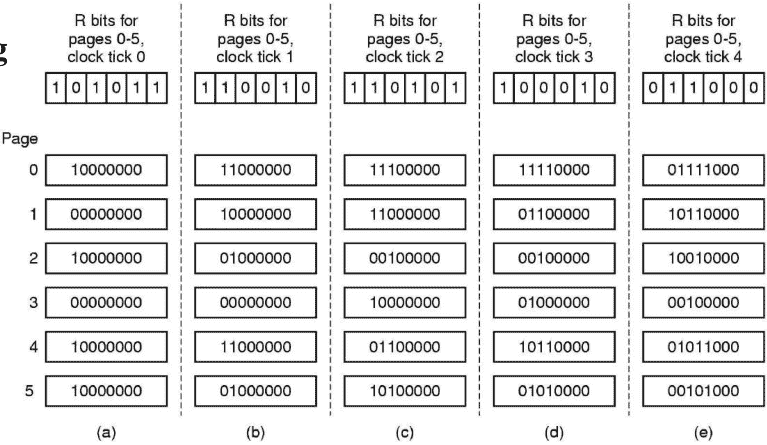 R bits for R bits for R bits for R bits for R bits for
pages 0-5, pages 0-5, pages 0-5, pages 0-5, pages 0-5,
g clock tick 0 clock tick 1 clock tick 2 clock tick 3 clock tick 4
1 0 1 0 1 1 1 1 0 0 1 0 1 1 0 1 0 1 1 0 0 0 1 0 0 1 1 0 0 0
Page
0 10000000 11000000 11100000 11110000 01111000
1 00000000 10000000 11000000 01100000 10110000
2 10000000 01000000 00100000 00100000 10010000
3 00000000 00000000 10000000 01000000 00100000
4 10000000 11000000 01100000 10110000 01011000
5 10000000 01000000 10100000 01010000 00101000
(a) (b) (c) (d) (e)